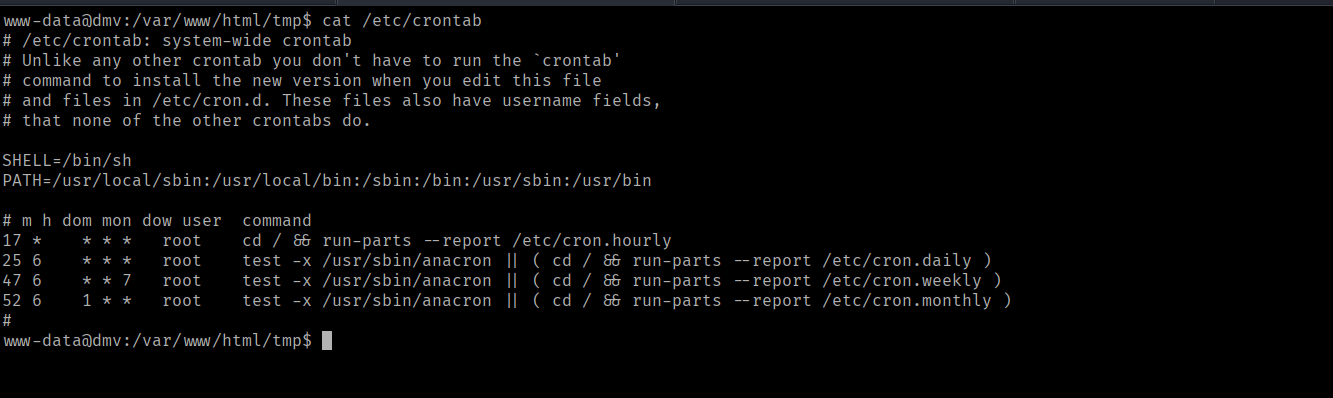 www-data@dmv:/var/www/html/tmp$ cat /etc/crontab
# /etc/crontab: system-wide crontab
# Unlike any other crontab you don't have to run the `crontab'
# command to install the new version when you edit this file
# and files in /etc/cron.d. These files also have username fields,
# that none of the other crontabs do.

SHELL=/bin/sh
PATH=/usr/local/sbin:/usr/local/bin:/sbin:/bin:/usr/sbin:/usr/bin

# m h dom mon dow user  command
17 *    * * *   root    cd / && run-parts --report /etc/cron.hourly
25 6    * * *   root    test -x /usr/sbin/anacron || ( cd / && run-parts --report /etc/cron.daily )
47 6    * * 7   root    test -x /usr/sbin/anacron || ( cd / && run-parts --report /etc/cron.weekly )
52 6    1 * *   root    test -x /usr/sbin/anacron || ( cd / && run-parts --report /etc/cron.monthly )
#
www-data@dmv:/var/www/html/tmp$